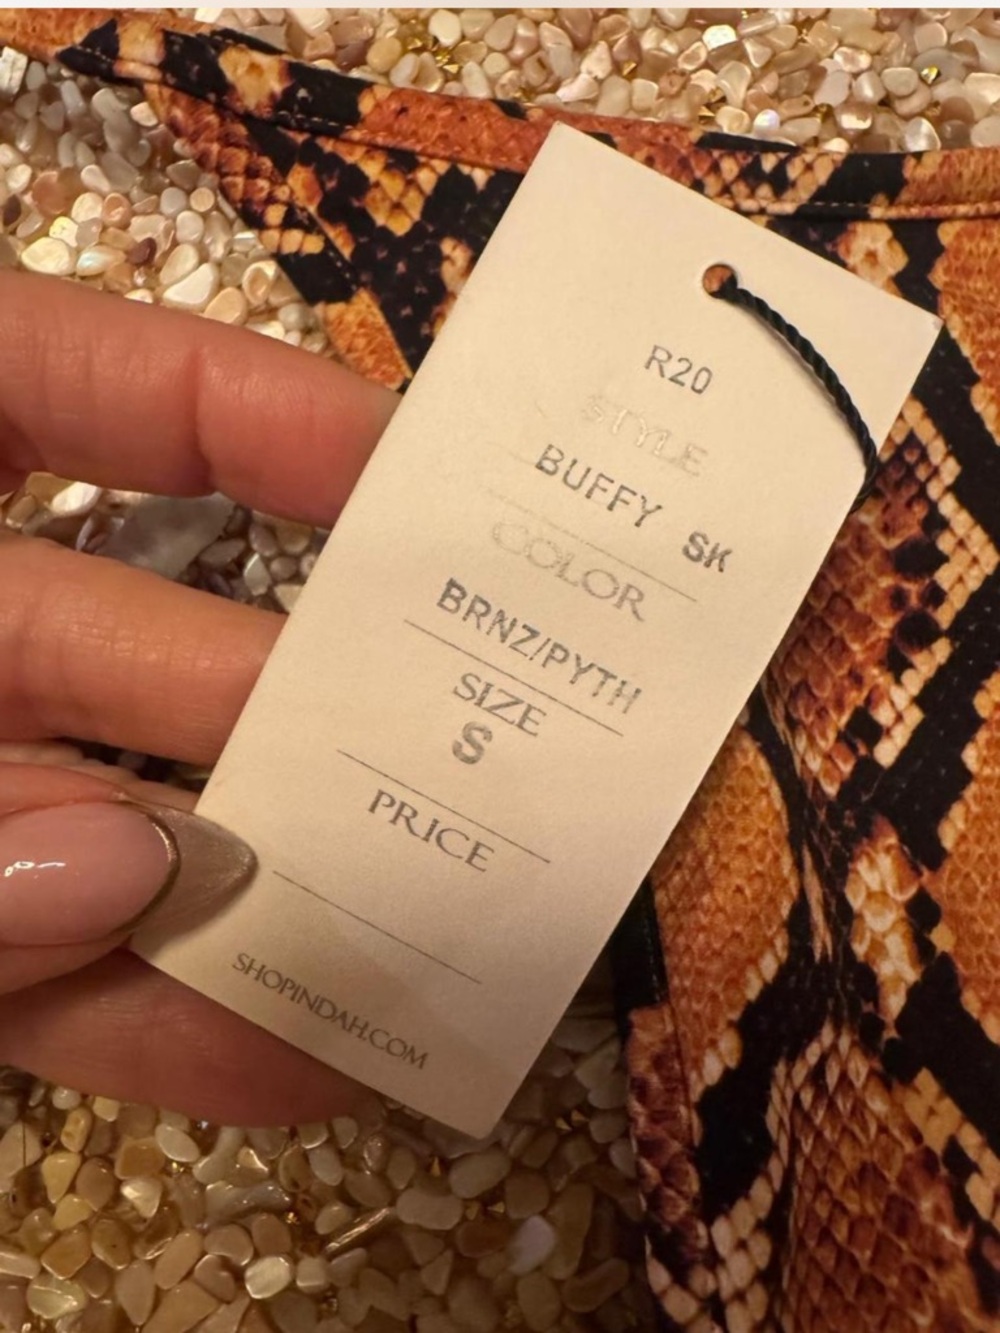 R20
STYLE
BUFFY SK
COLOR
BRNZ/PYTH
SIZE
S
PRICE
SHOPINDAH.COM